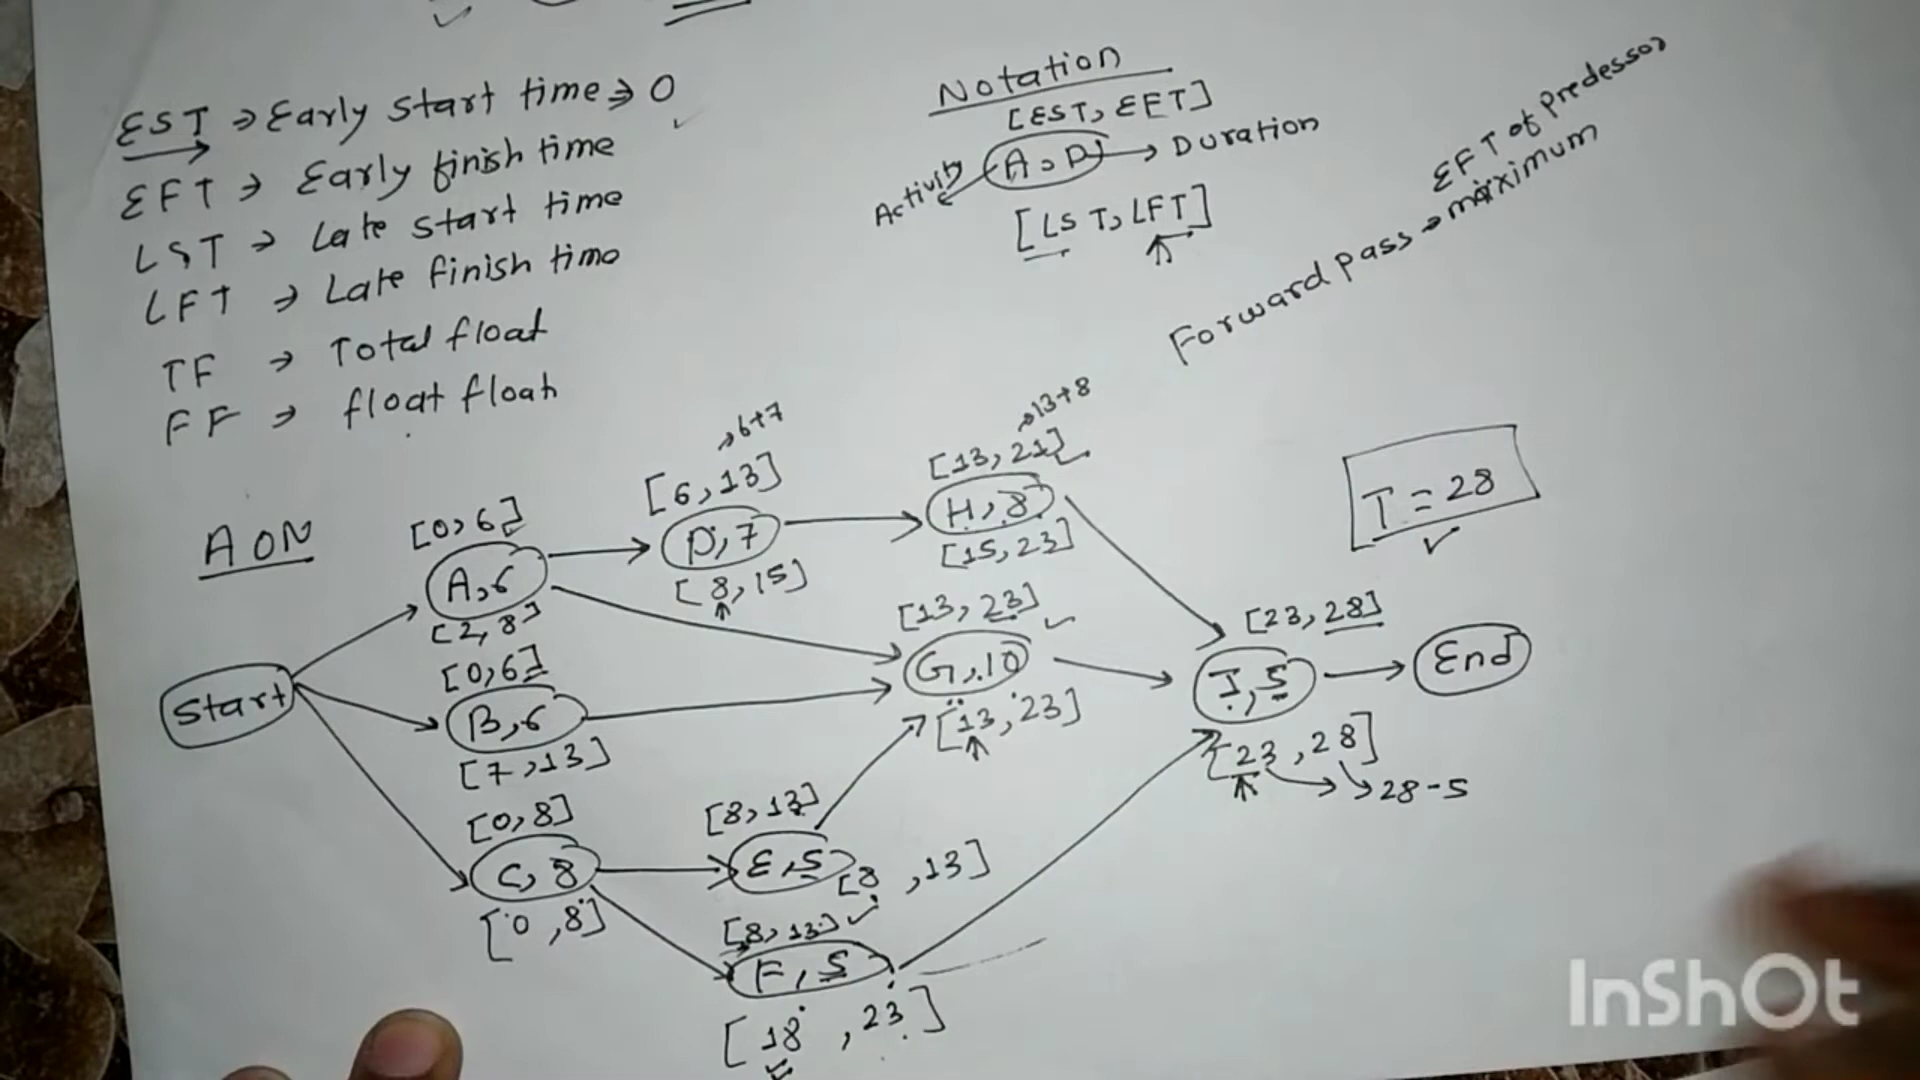 EST → Early start time → 0
EFT → Early finish time
LST → Late start time
LFT → Late finish time
TF → Total float
FF → float float
Notation
[EST, EFT]
Activity
A, D → Duration
[LST, LFT]
Forward pass → maximum
EFT of Predessor
AON
T = 28
→ 6+7
→ 13+8
[0, 6]
A, 6
[2, 8]
[6, 13]
D, 7
[8, 15]
[13, 21]
H, 8
[15, 23]
Start
[0, 6]
B, 6
[7, 13]
[13, 23]
G, 10
[13, 23]
[23, 28]
I, 5
[23, 28]
→ 28-5
End
[0, 8]
C, 8
[0, 8]
[8, 13]
E, 5
[8, 13]
[8, 13]
F, 5
[18, 23]
InShOt